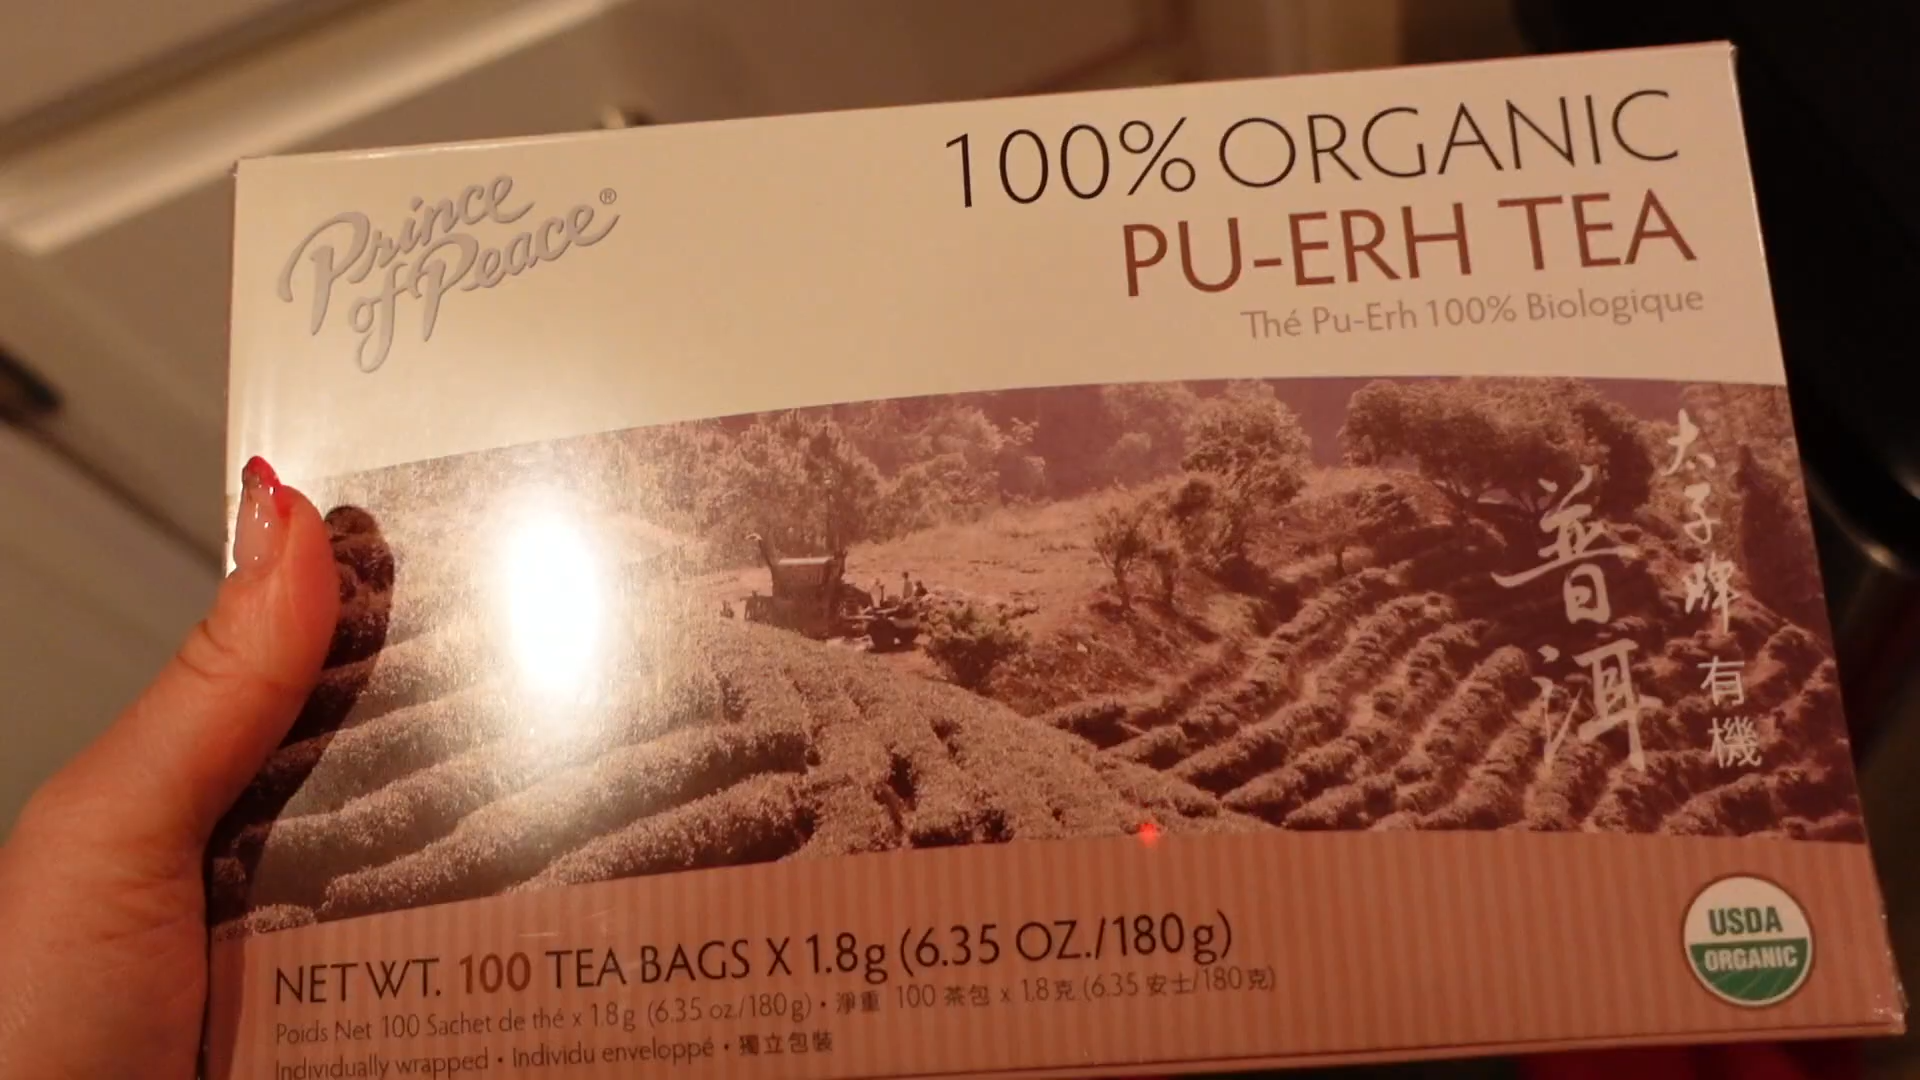 Prince
of Peace®
100% ORGANIC
PU-ERH TEA
Thé Pu-Erh 100% Biologique
太子牌 有機
普洱
USDA
ORGANIC
NET WT. 100 TEA BAGS X 1.8g (6.35 OZ./180g)
Poids Net 100 Sachet de thé x 1.8g (6.35 oz./180g) • 淨重 100 茶包 x 1.8克 (6.35 安士/180克)
Individually wrapped • Individu enveloppé • 獨立包裝